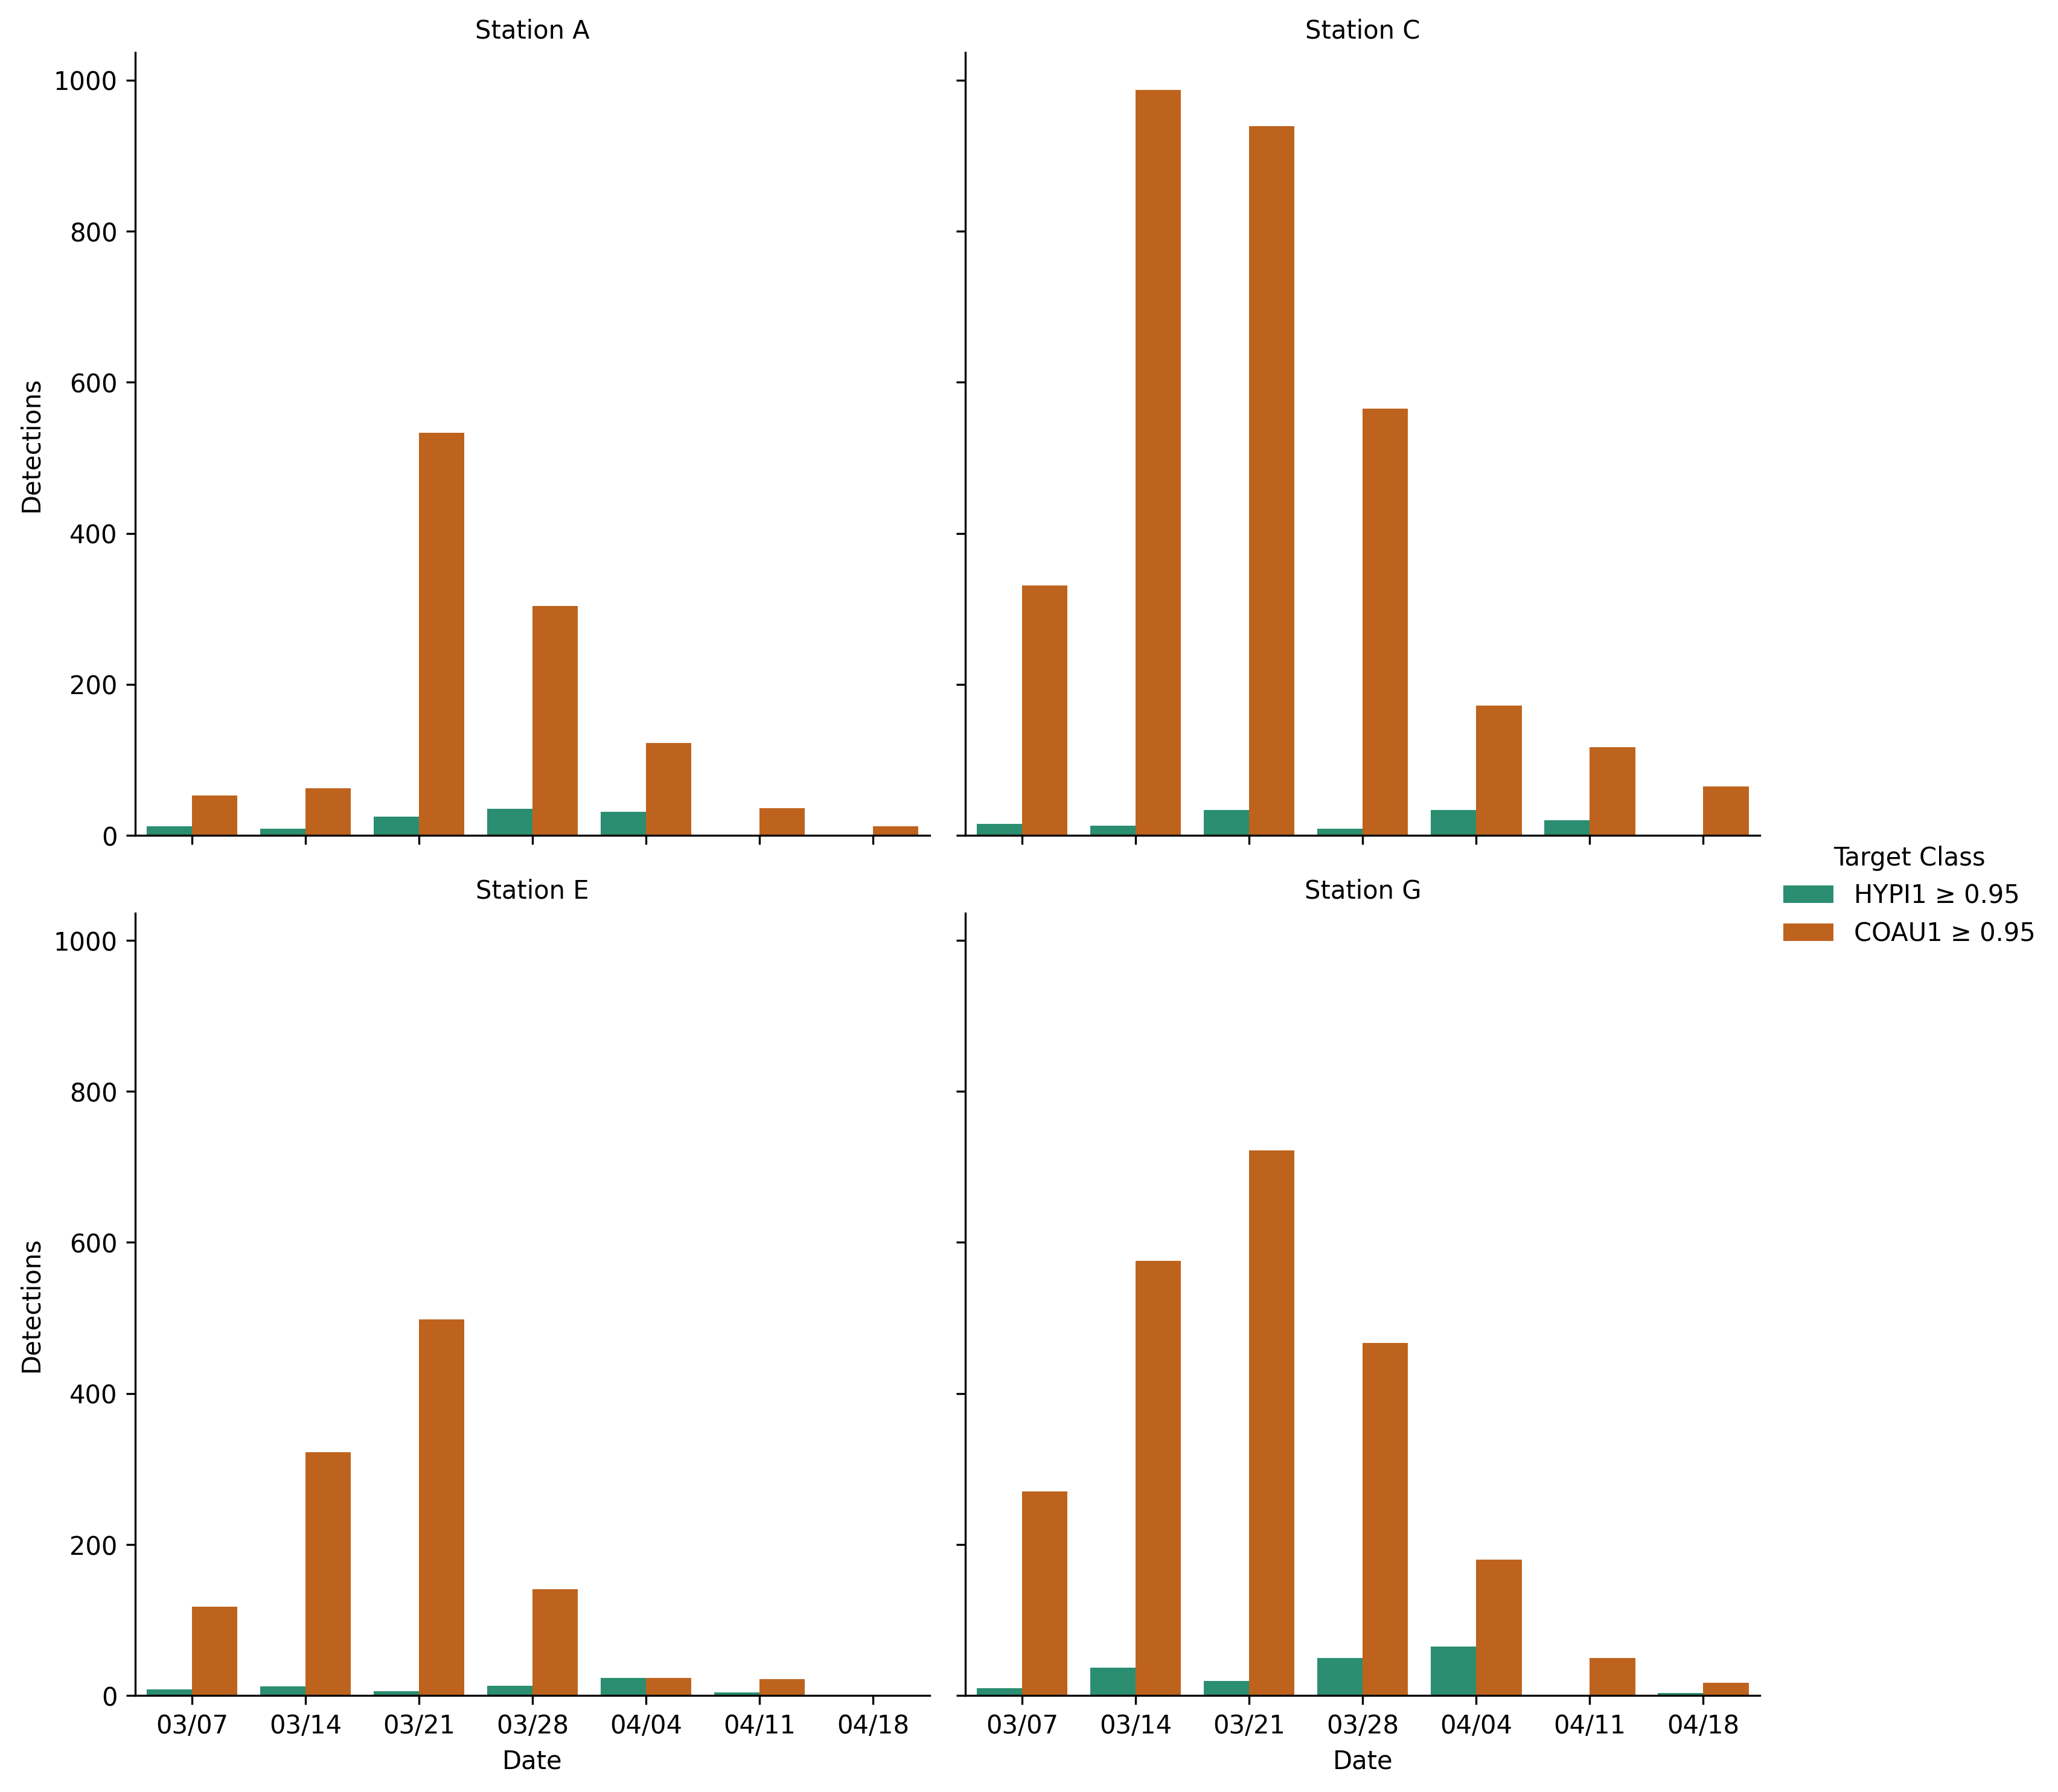 Station A
Station C
1000
800
600
400
200
0
Detections
Target Class
HYPI1 ≥ 0.95
COAU1 ≥ 0.95
Station E
Station G
1000
800
600
400
200
0
Detections
03/07 03/14 03/21 03/28 04/04 04/11 04/18
03/07 03/14 03/21 03/28 04/04 04/11 04/18
Date
Date